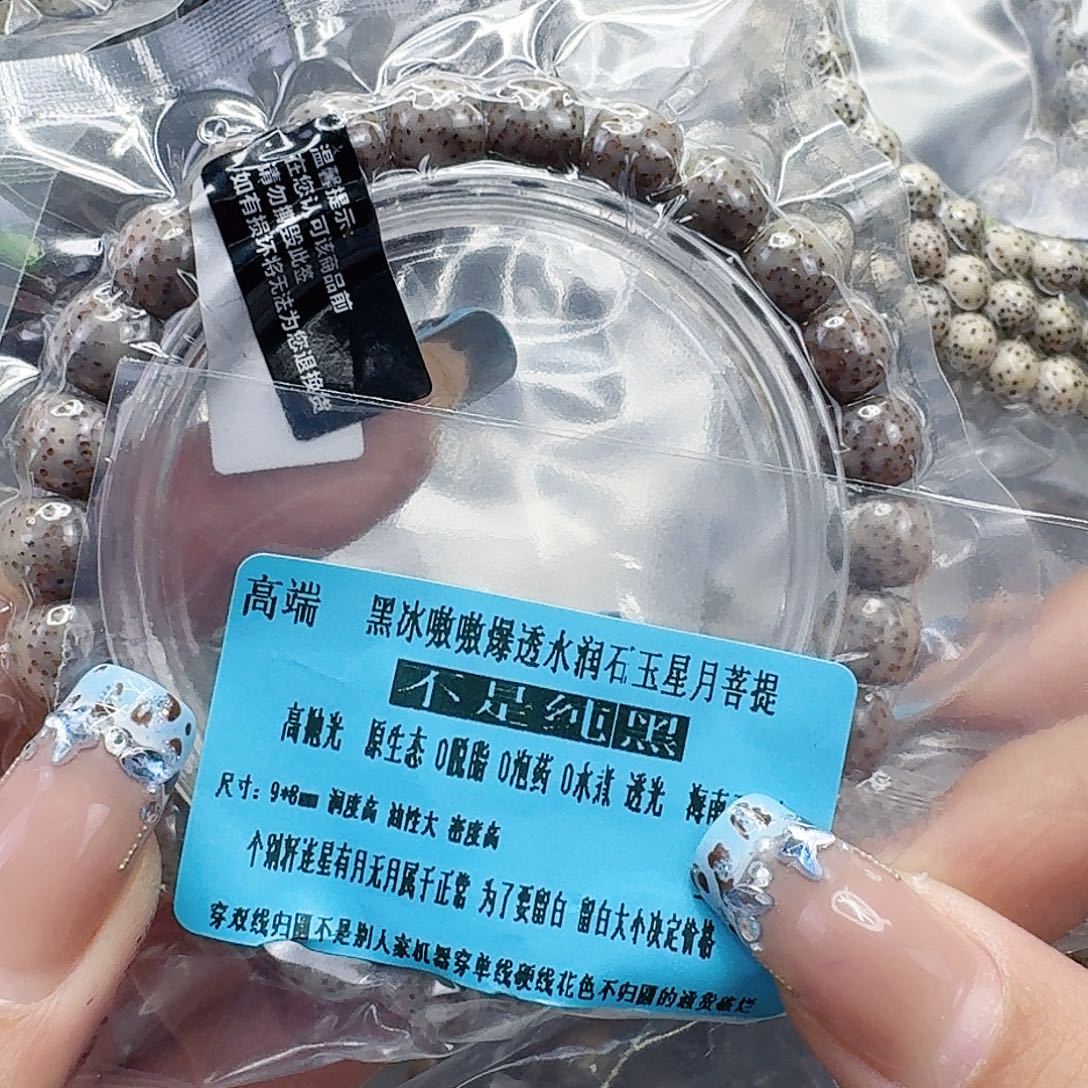 温馨提示
在您认可该商品前
请勿撕毁此签
如有损坏将无法为您退换货
高端 黑冰嗷嗷爆透水润石玉星月菩提
不是纯黑
高抛光 原生态 0脱脂 0泡药 0水煮 透光 海南
尺寸：9*8mm 润度高 油性大 密度高
个别籽连星有月无月属于正常 为了要留白 留白大小决定价格
穿双线归圆不是别人家机器穿单线硬线花色不归圆的通货破烂